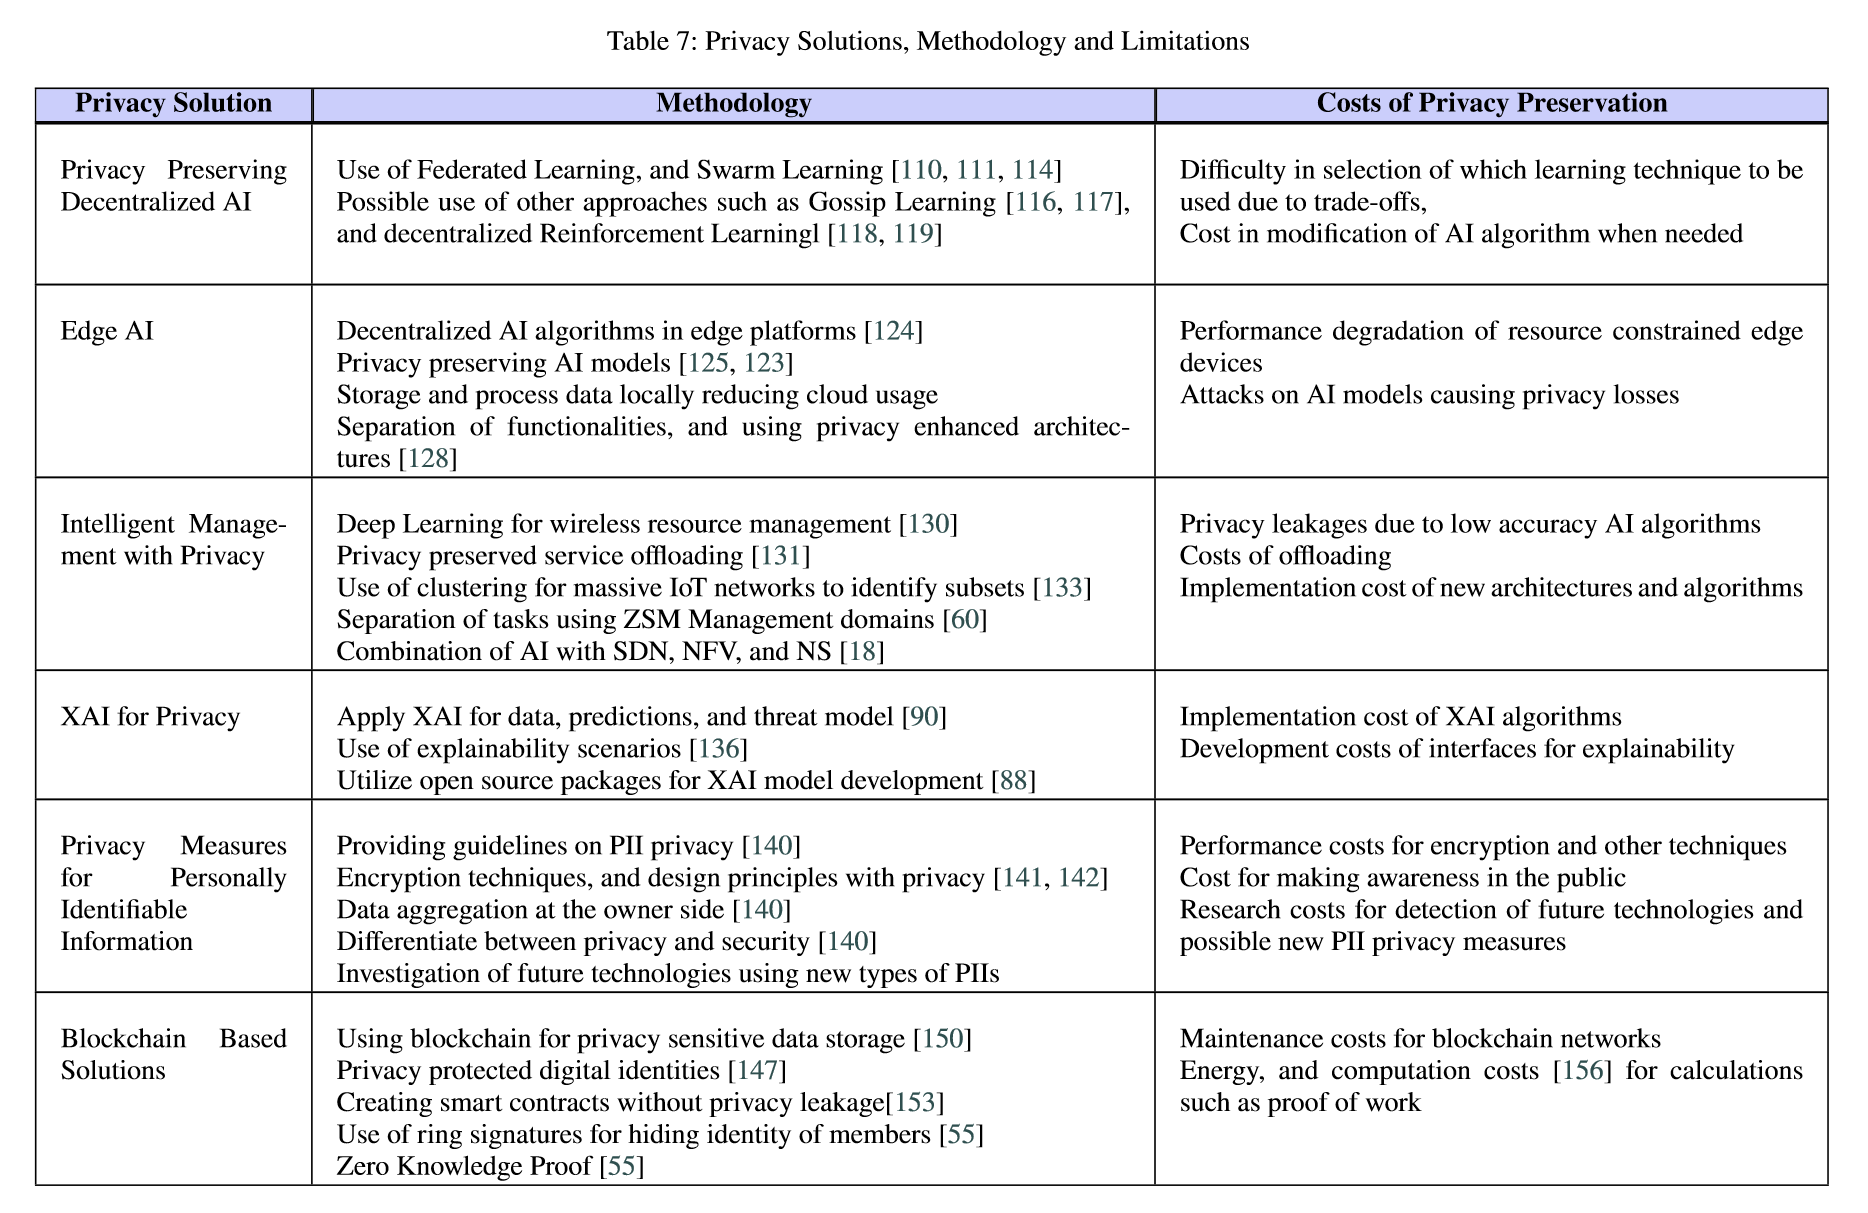 Table 7: Privacy Solutions, Methodology and Limitations
Privacy Solution
Methodology
Costs of Privacy Preservation
Privacy Preserving
Decentralized AI
Use of Federated Learning, and Swarm Learning [110, 111, 114]
Possible use of other approaches such as Gossip Learning [116, 117],
and decentralized Reinforcement Learningl [118, 119]
Difficulty in selection of which learning technique to be
used due to trade-offs,
Cost in modification of AI algorithm when needed
Edge AI
Decentralized AI algorithms in edge platforms [124]
Privacy preserving AI models [125, 123]
Storage and process data locally reducing cloud usage
Separation of functionalities, and using privacy enhanced architec-
tures [128]
Performance degradation of resource constrained edge
devices
Attacks on AI models causing privacy losses
Intelligent Manage-
ment with Privacy
Deep Learning for wireless resource management [130]
Privacy preserved service offloading [131]
Use of clustering for massive IoT networks to identify subsets [133]
Separation of tasks using ZSM Management domains [60]
Combination of AI with SDN, NFV, and NS [18]
Privacy leakages due to low accuracy AI algorithms
Costs of offloading
Implementation cost of new architectures and algorithms
XAI for Privacy
Apply XAI for data, predictions, and threat model [90]
Use of explainability scenarios [136]
Utilize open source packages for XAI model development [88]
Implementation cost of XAI algorithms
Development costs of interfaces for explainability
Privacy Measures
for Personally
Identifiable
Information
Providing guidelines on PII privacy [140]
Encryption techniques, and design principles with privacy [141, 142]
Data aggregation at the owner side [140]
Differentiate between privacy and security [140]
Investigation of future technologies using new types of PIIs
Performance costs for encryption and other techniques
Cost for making awareness in the public
Research costs for detection of future technologies and
possible new PII privacy measures
Blockchain Based
Solutions
Using blockchain for privacy sensitive data storage [150]
Privacy protected digital identities [147]
Creating smart contracts without privacy leakage[153]
Use of ring signatures for hiding identity of members [55]
Zero Knowledge Proof [55]
Maintenance costs for blockchain networks
Energy, and computation costs [156] for calculations
such as proof of work